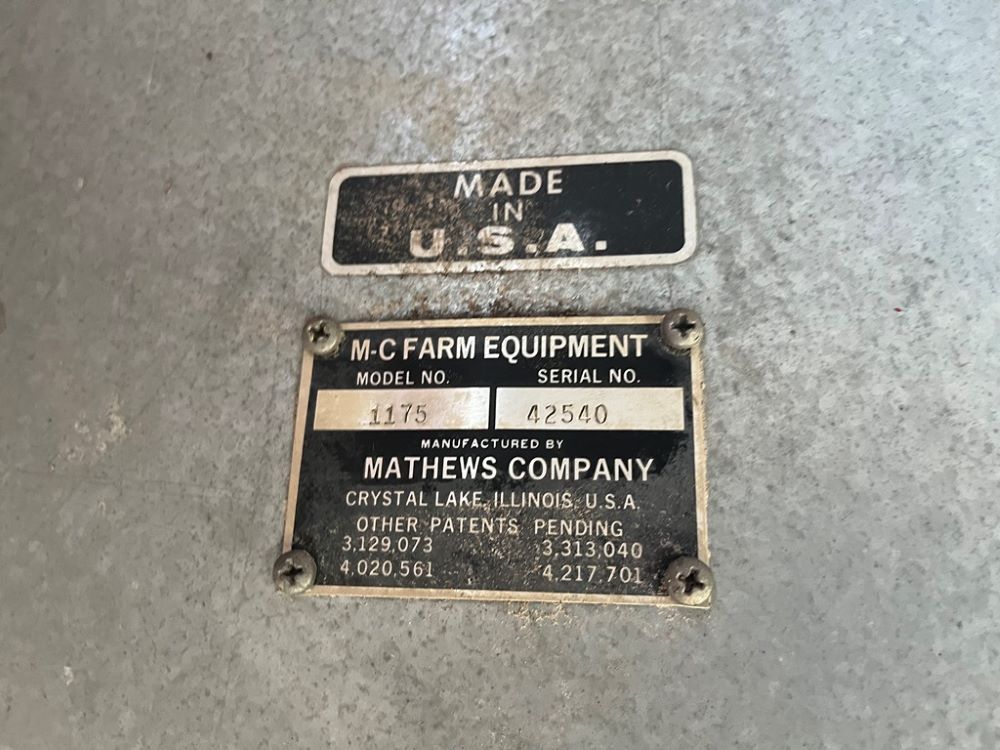 MADE
IN
U.S.A.
M-C FARM EQUIPMENT
MODEL NO. SERIAL NO.
1175 42540
MANUFACTURED BY
MATHEWS COMPANY
CRYSTAL LAKE, ILLINOIS, U.S.A.
OTHER PATENTS PENDING
3,129,073 3,313,040
4,020,561 4,217,701